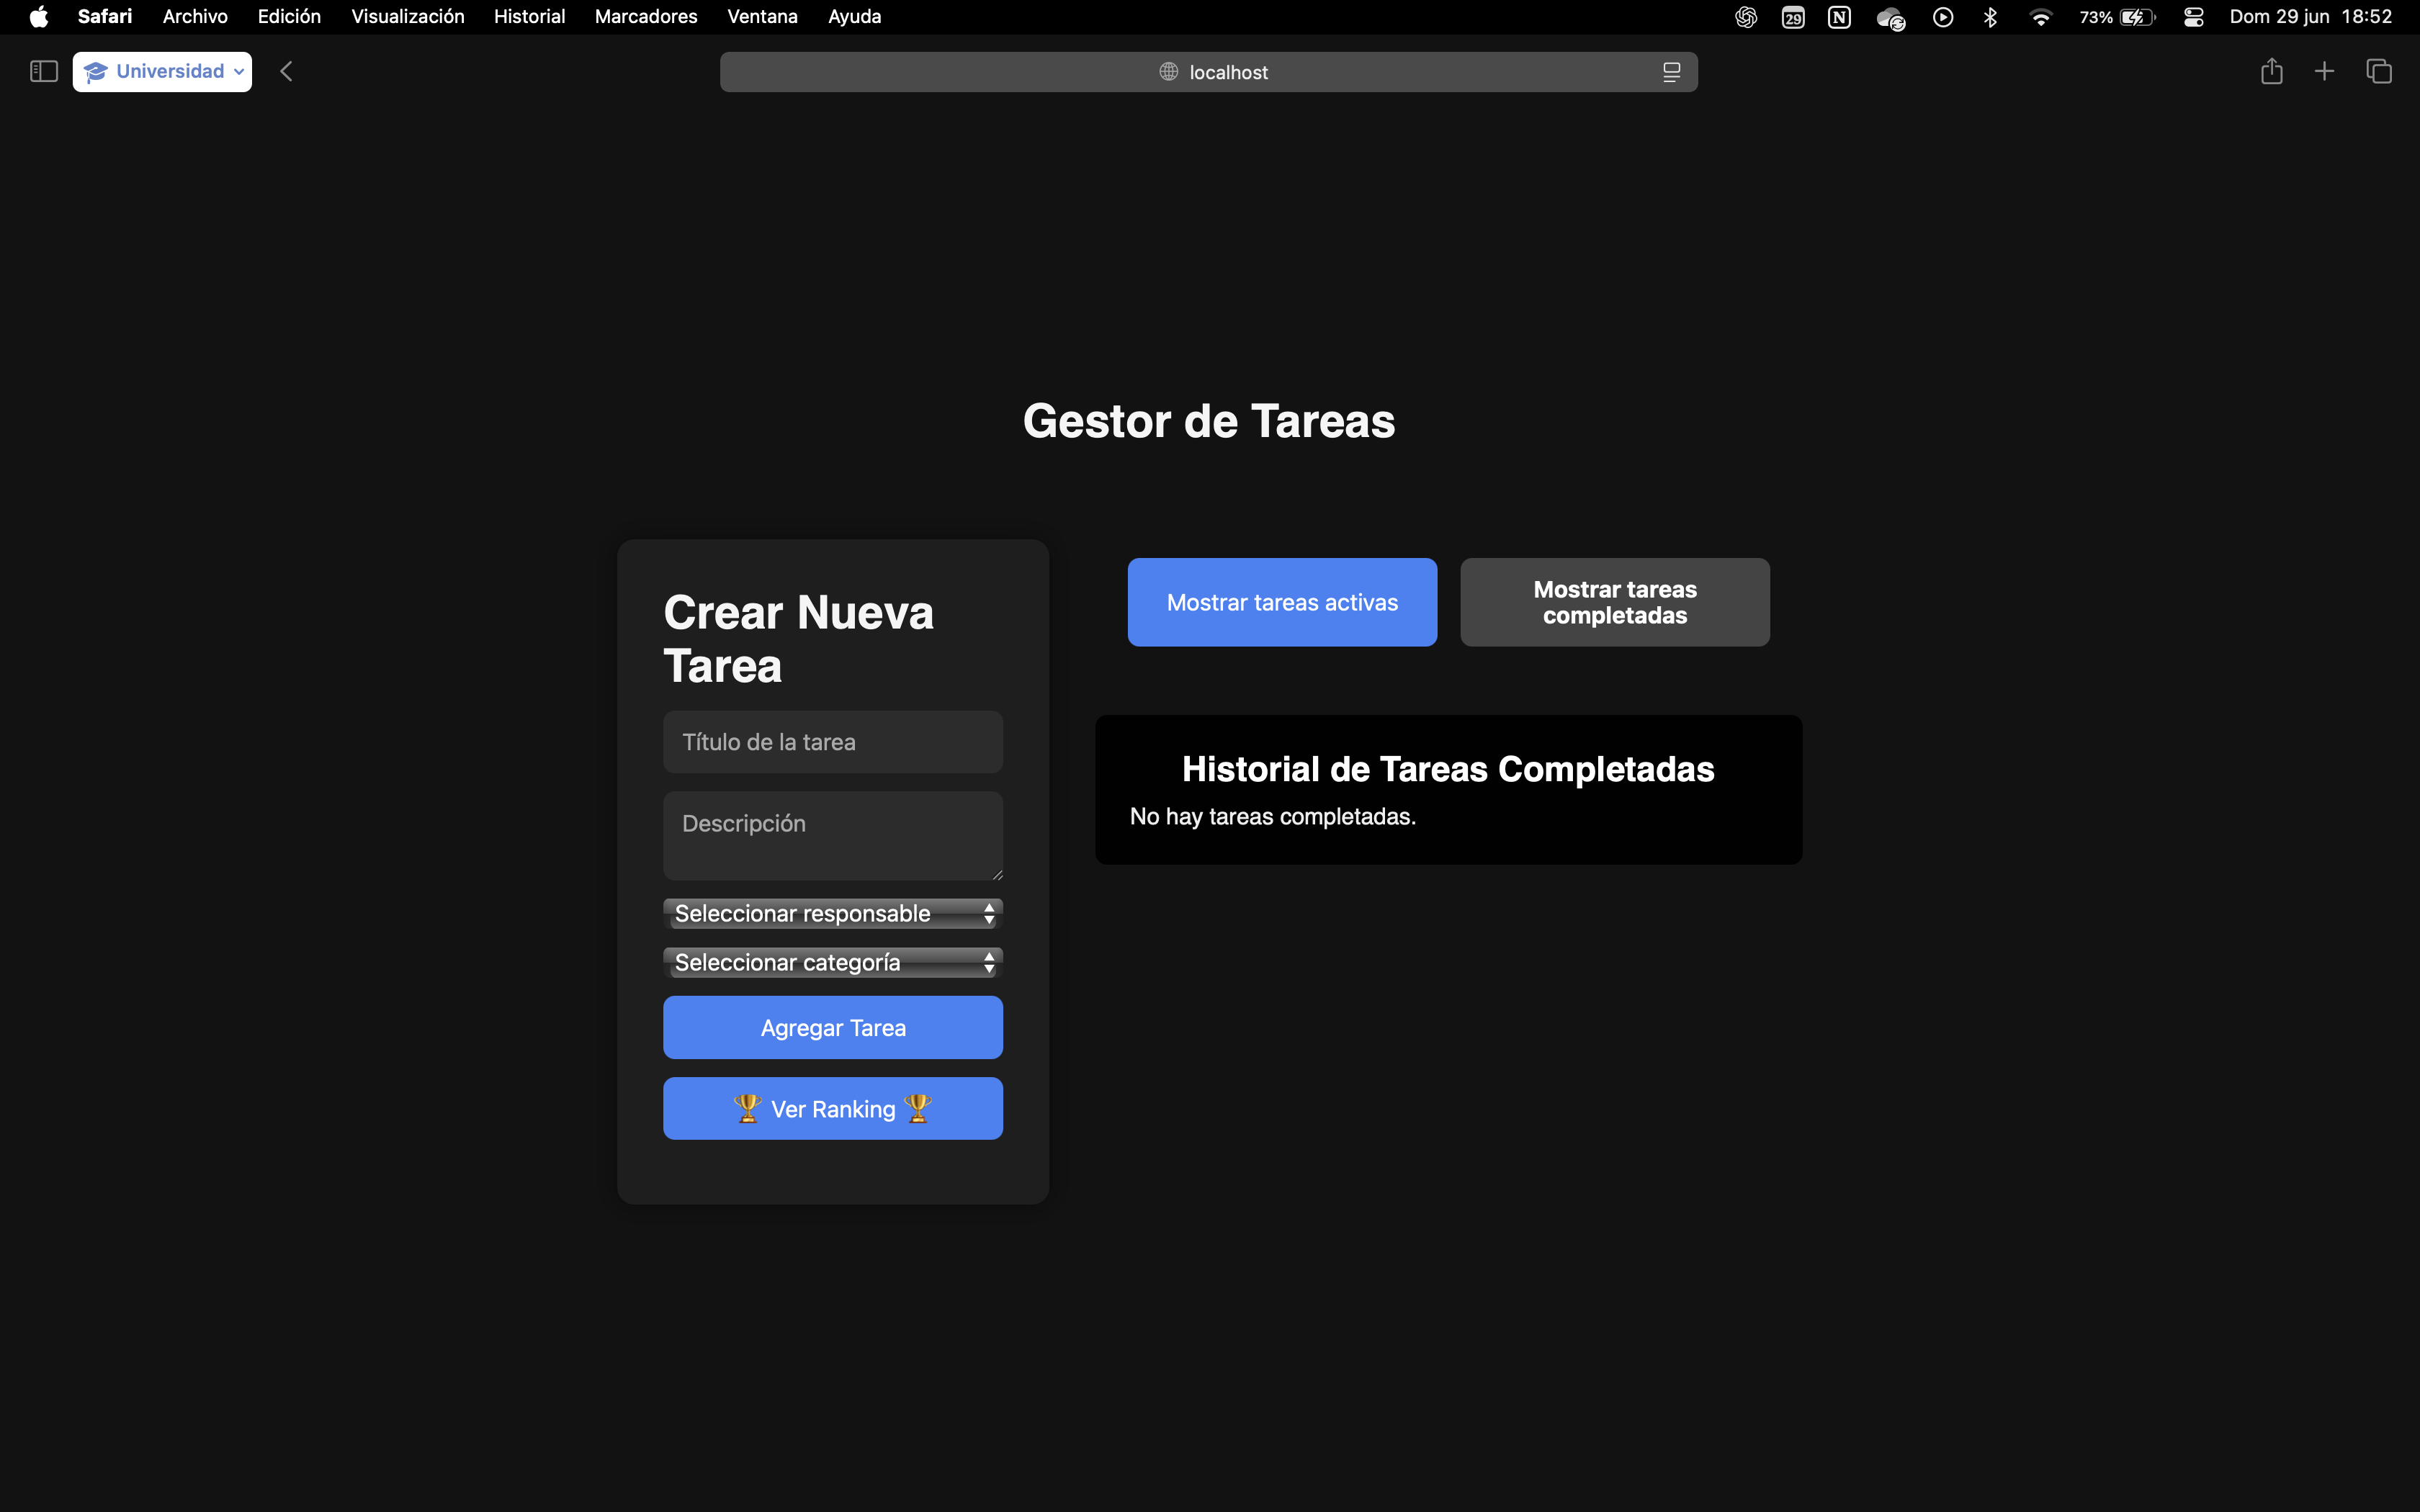 Safari Archivo Edición Visualización Historial Marcadores Ventana Ayuda 29 N 73% Dom 29 jun 18:52
Universidad localhost
Gestor de Tareas
Crear Nueva
Tarea
Título de la tarea
Descripción
Seleccionar responsable
Seleccionar categoría
Agregar Tarea
🏆 Ver Ranking 🏆
Mostrar tareas activas
Mostrar tareas
completadas
Historial de Tareas Completadas
No hay tareas completadas.